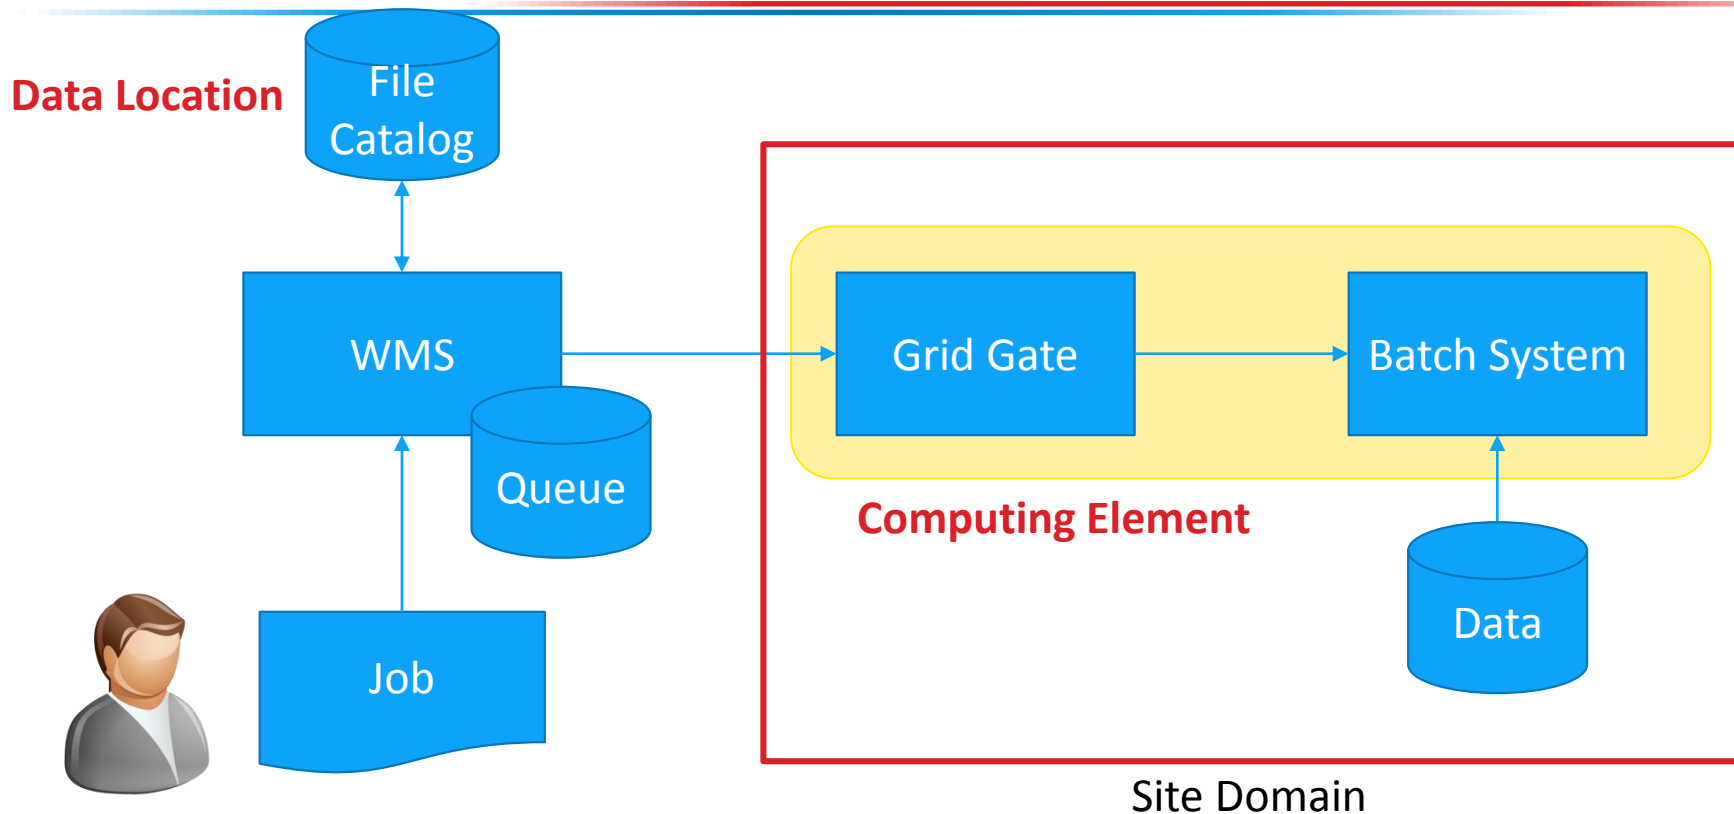 Data Location
File
Catalog
WMS
Queue
Job
Grid Gate
Batch System
Computing Element
Data
Site Domain